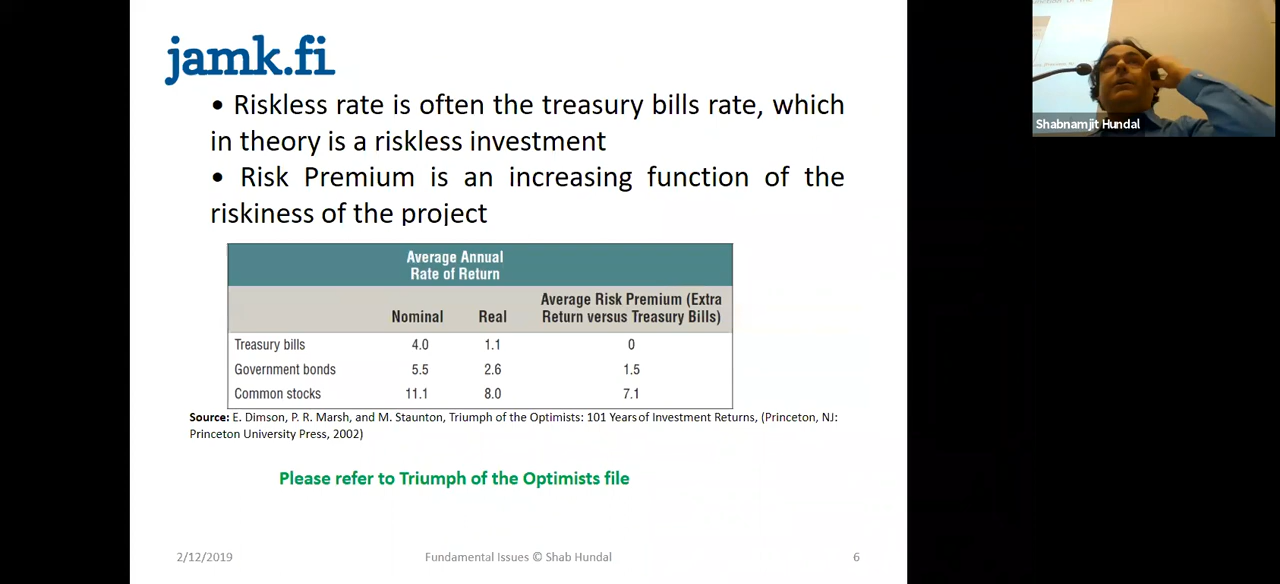 jamk.fi
• Riskless rate is often the treasury bills rate, which
in theory is a riskless investment
• Risk Premium is an increasing function of the
riskiness of the project
Average Annual
Rate of Return
Nominal Real Average Risk Premium (Extra
Return versus Treasury Bills)
Treasury bills 4.0 1.1 0
Government bonds 5.5 2.6 1.5
Common stocks 11.1 8.0 7.1
Source: E. Dimson, P. R. Marsh, and M. Staunton, Triumph of the Optimists: 101 Years of Investment Returns, (Princeton, NJ:
Princeton University Press, 2002)
Please refer to Triumph of the Optimists file
2/12/2019 Fundamental Issues © Shab Hundal 6
Shabnamjit Hundal